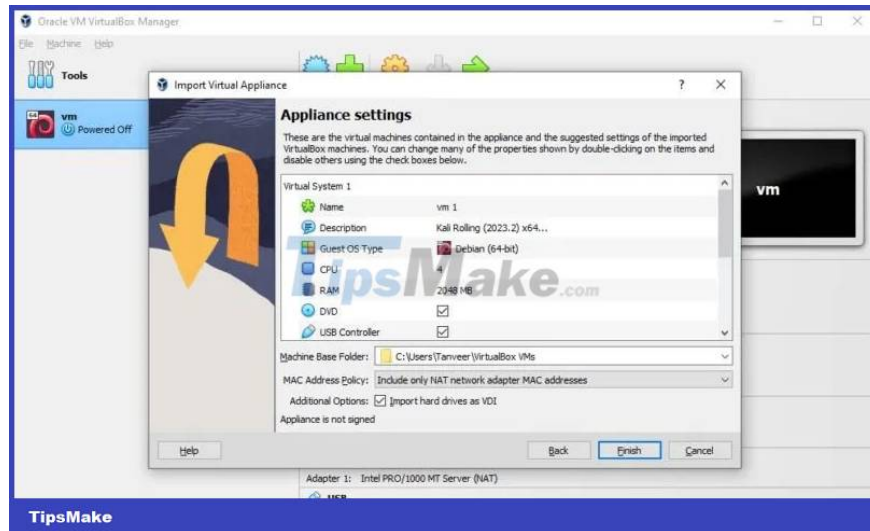 Oracle VM VirtualBox Manager
File Machine Help
Tools
Import Virtual Appliance
? 
64
vm
Powered Off
Appliance settings
These are the virtual machines contained in the appliance and the suggested settings of the imported
VirtualBox machines. You can change many of the properties shown by double-clicking on the items and
disable others using the check boxes below.
Virtual System 1
Name vm 1
Description Kali Rolling (2023.2) x64...
Guest OS Type Debian (64-bit)
CPU 4
RAM 2048 MB
DVD
USB Controller
vm
TipsMake.com
Machine Base Folder: C:\Users\Tanveer\VirtualBox VMs
MAC Address Policy: Include only NAT network adapter MAC addresses
Additional Options: Import hard drives as VDI
Appliance is not signed
Help Back Finish Cancel
Adapter 1: Intel PRO/1000 MT Server (NAT)
USB
TipsMake